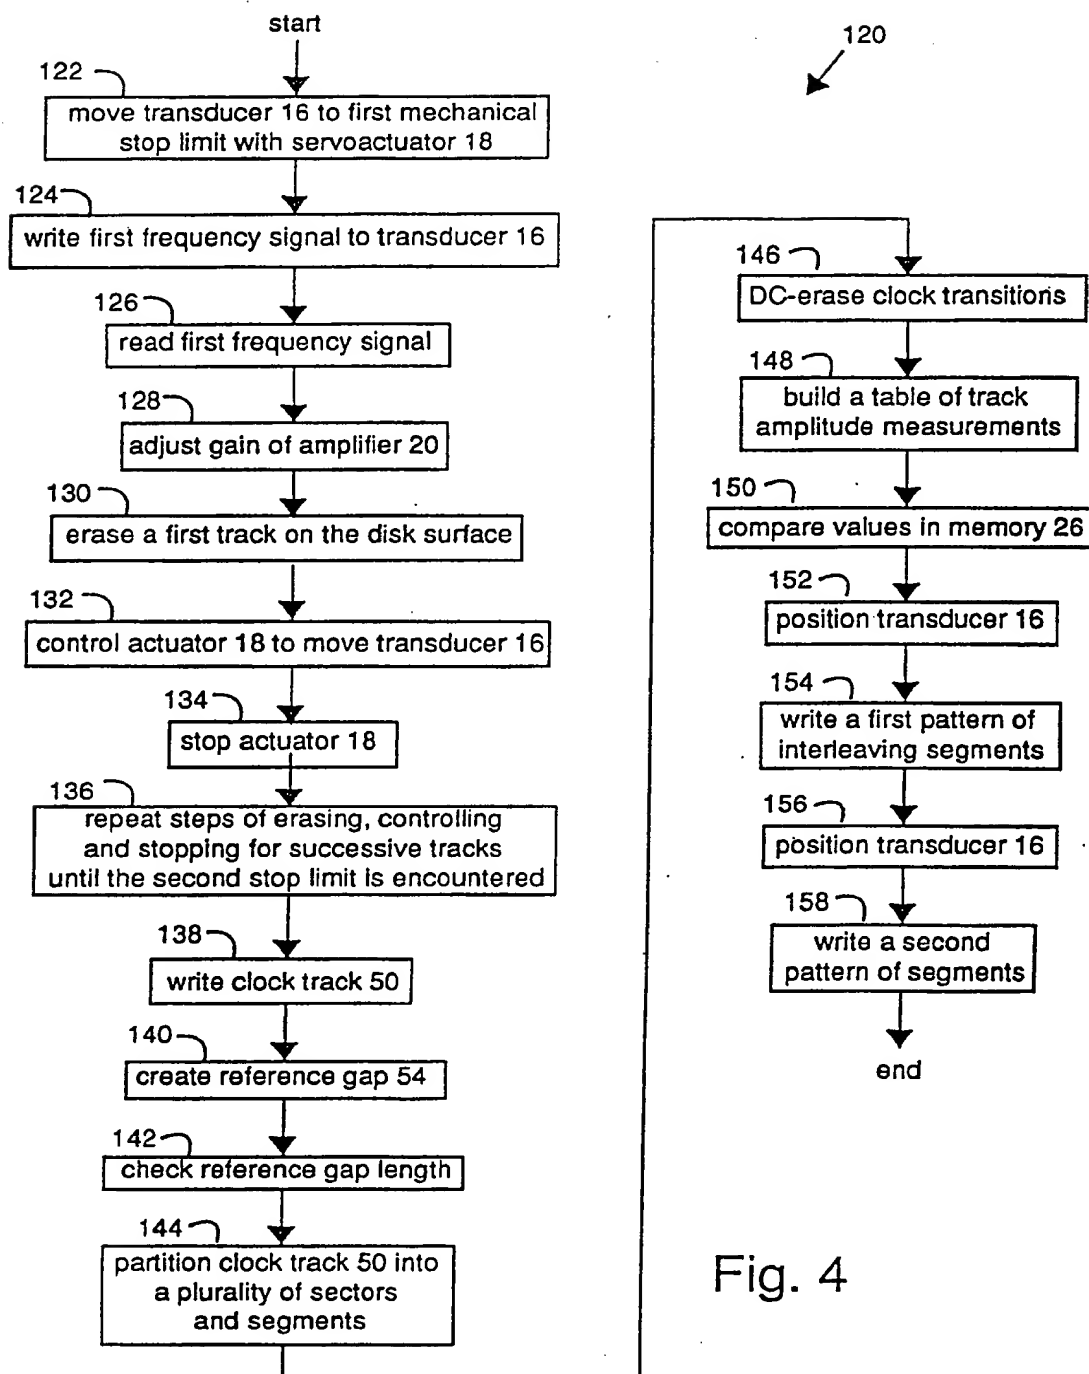 start
120
122
move transducer 16 to first mechanical
stop limit with servoactuator 18
124
write first frequency signal to transducer 16
126
read first frequency signal
128
adjust gain of amplifier 20
130
erase a first track on the disk surface
132
control actuator 18 to move transducer 16
134
stop actuator 18
136
repeat steps of erasing, controlling
and stopping for successive tracks
until the second stop limit is encountered
138
write clock track 50
140
create reference gap 54
142
check reference gap length
144
partition clock track 50 into
a plurality of sectors
and segments
146
DC-erase clock transitions
148
build a table of track
amplitude measurements
150
compare values in memory 26
152
position transducer 16
154
write a first pattern of
interleaving segments
156
position transducer 16
158
write a second
pattern of segments
end
Fig. 4